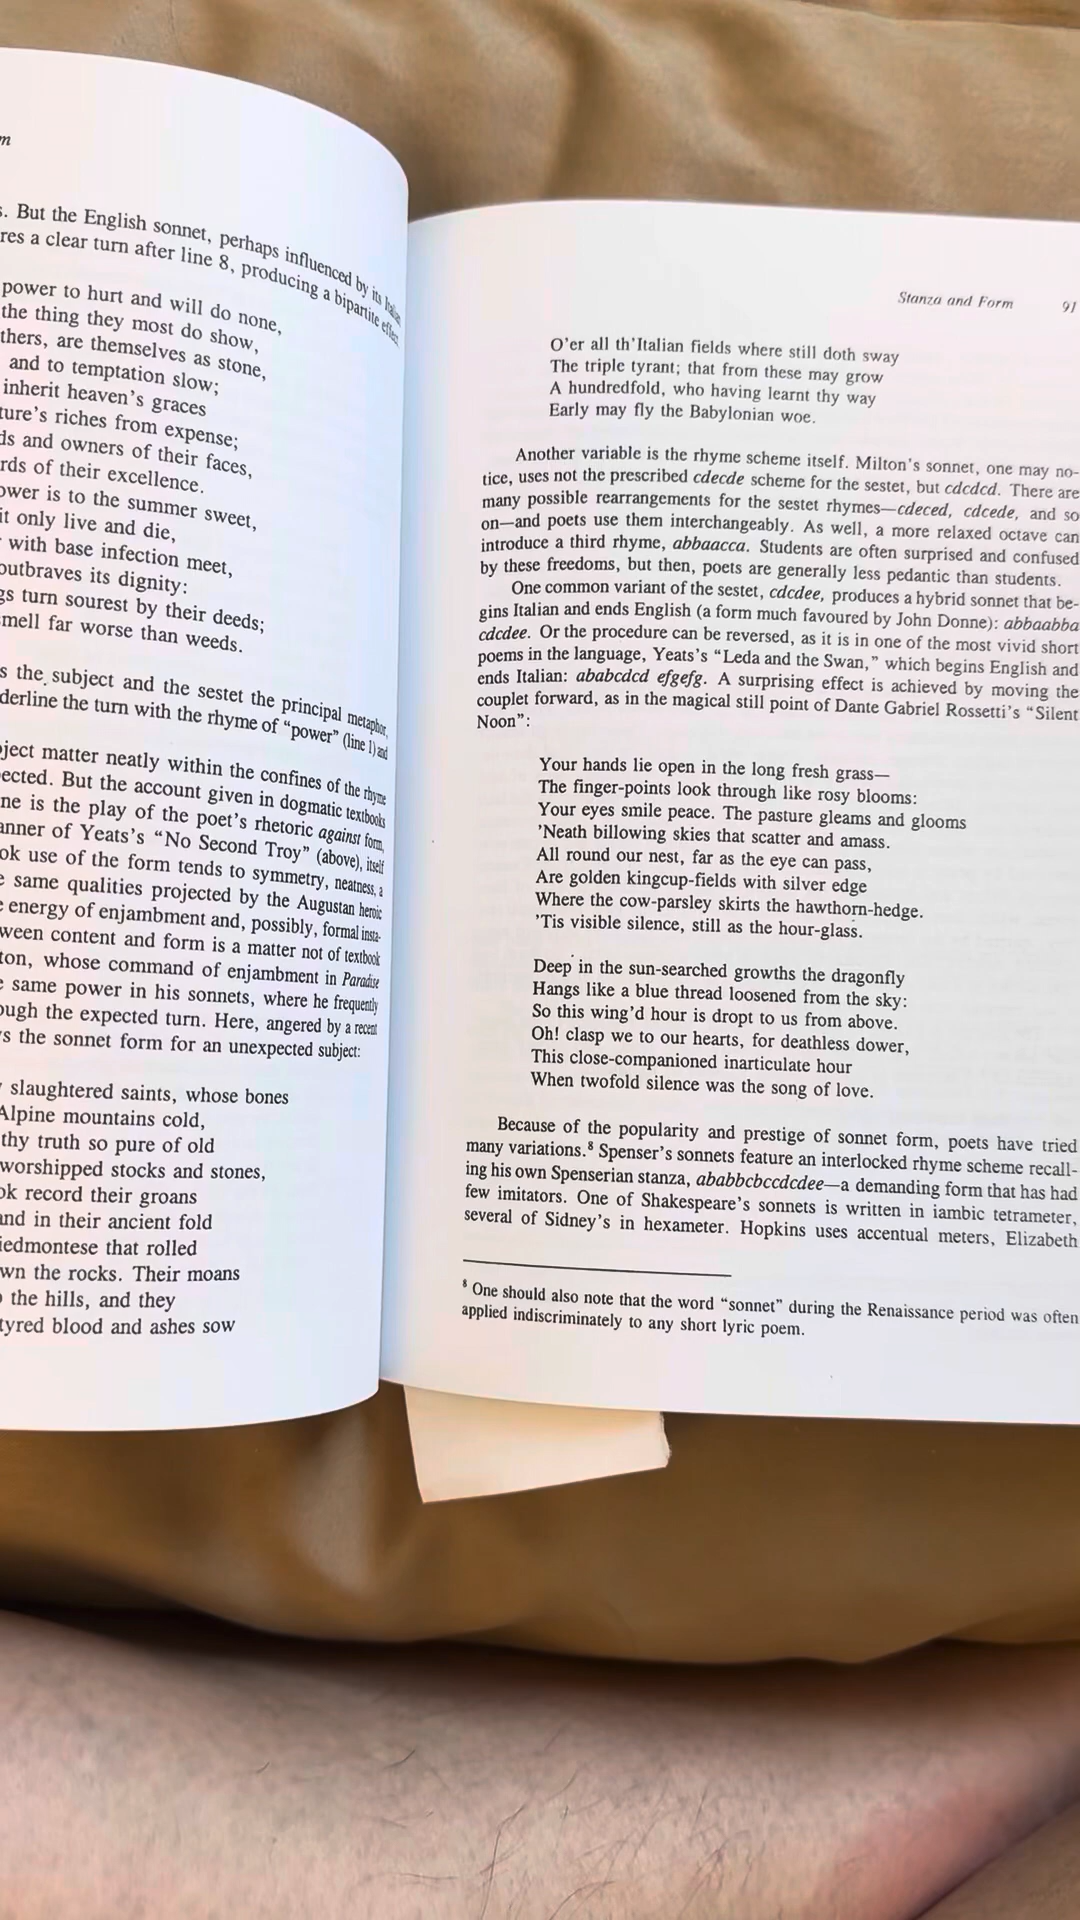 m
. But the English sonnet, perhaps influenced by its Italian
res a clear turn after line 8, producing a bipartite effect.
power to hurt and will do none,
the thing they most do show,
thers, are themselves as stone,
and to temptation slow;
inherit heaven's graces
ture's riches from expense;
ds and owners of their faces,
rds of their excellence.
ower is to the summer sweet,
it only live and die,
with base infection meet,
outbraves its dignity:
gs turn sourest by their deeds;
mell far worse than weeds.
s the subject and the sestet the principal metaphor,
derline the turn with the rhyme of “power” (line 1) and
ject matter neatly within the confines of the rhyme
ected. But the account given in dogmatic textbooks
ne is the play of the poet's rhetoric against form,
anner of Yeats's “No Second Troy” (above), itself
ok use of the form tends to symmetry, neatness, a
e same qualities projected by the Augustan heroic
e energy of enjambment and, possibly, formal insta-
ween content and form is a matter not of textbook
ton, whose command of enjambment in Paradise
e same power in his sonnets, where he frequently
ough the expected turn. Here, angered by a recent
s the sonnet form for an unexpected subject:
slaughtered saints, whose bones
Alpine mountains cold,
thy truth so pure of old
worshipped stocks and stones,
ok record their groans
and in their ancient fold
iedmontese that rolled
wn the rocks. Their moans
the hills, and they
tyred blood and ashes sow
Stanza and Form 91
O'er all th'Italian fields where still doth sway
The triple tyrant; that from these may grow
A hundredfold, who having learnt thy way
Early may fly the Babylonian woe.
Another variable is the rhyme scheme itself. Milton's sonnet, one may no-
tice, uses not the prescribed cdecde scheme for the sestet, but cdcdcd. There are
many possible rearrangements for the sestet rhymes—cdeced, cdcede, and so
on—and poets use them interchangeably. As well, a more relaxed octave can
introduce a third rhyme, abbaacca. Students are often surprised and confused
by these freedoms, but then, poets are generally less pedantic than students.
One common variant of the sestet, cdcdee, produces a hybrid sonnet that be-
gins Italian and ends English (a form much favoured by John Donne): abbaabba
cdcdee. Or the procedure can be reversed, as it is in one of the most vivid short
poems in the language, Yeats's “Leda and the Swan,” which begins English and
ends Italian: ababcdcd efgefg. A surprising effect is achieved by moving the
couplet forward, as in the magical still point of Dante Gabriel Rossetti's “Silent
Noon”:
Your hands lie open in the long fresh grass—
The finger-points look through like rosy blooms:
Your eyes smile peace. The pasture gleams and glooms
'Neath billowing skies that scatter and amass.
All round our nest, far as the eye can pass,
Are golden kingcup-fields with silver edge
Where the cow-parsley skirts the hawthorn-hedge.
'Tis visible silence, still as the hour-glass.
Deep in the sun-searched growths the dragonfly
Hangs like a blue thread loosened from the sky:
So this wing'd hour is dropt to us from above.
Oh! clasp we to our hearts, for deathless dower,
This close-companioned inarticulate hour
When twofold silence was the song of love.
Because of the popularity and prestige of sonnet form, poets have tried
many variations.⁸ Spenser's sonnets feature an interlocked rhyme scheme recall-
ing his own Spenserian stanza, ababbcbccdcdee—a demanding form that has had
few imitators. One of Shakespeare's sonnets is written in iambic tetrameter,
several of Sidney's in hexameter. Hopkins uses accentual meters, Elizabeth
⁸ One should also note that the word “sonnet” during the Renaissance period was often
applied indiscriminately to any short lyric poem.